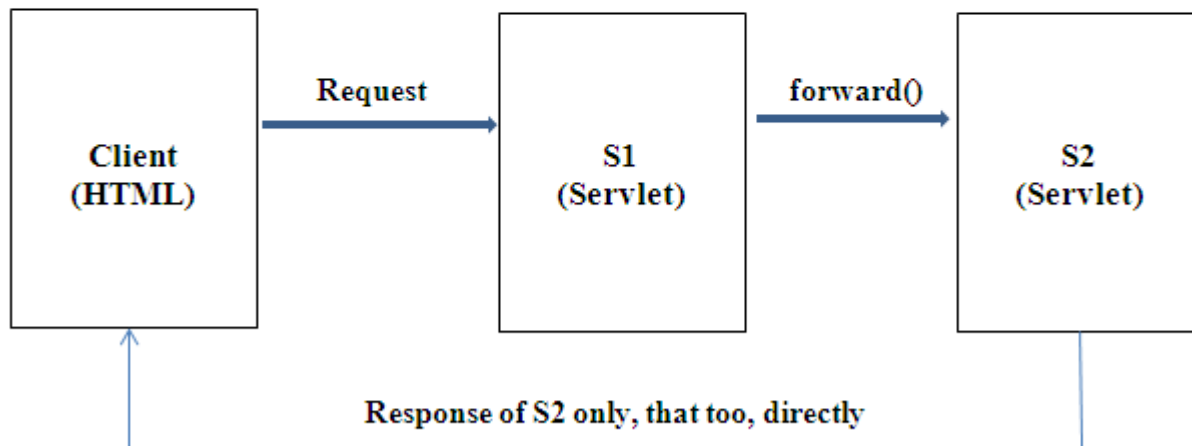 Request
forward()
Client
(HTML)
S1
(Servlet)
S2
(Servlet)
Response of S2 only, that too, directly